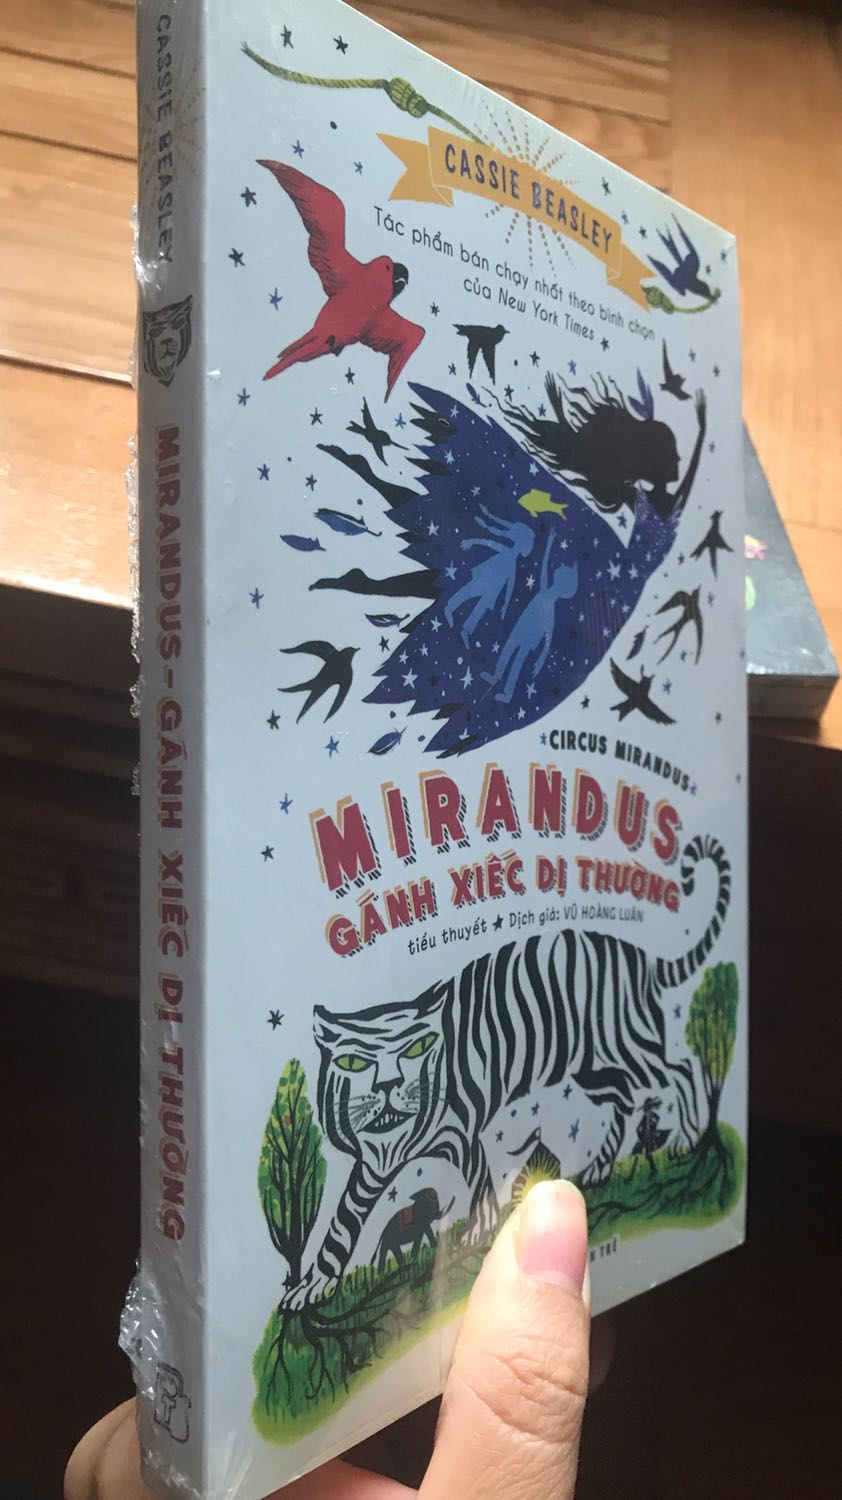 CASSIE BEASLEY
MIRANDUS - GÁNH XIẾC DỊ THƯỜNG
CASSIE BEASLEY
Tác phẩm bán chạy nhất theo bình chọn
của New York Times
CIRCUS MIRANDUS
MIRANDUS
GÁNH XIẾC DỊ THƯỜNG
tiểu thuyết ★ Dịch giả: VŨ HOÀNG LUÂN
TRẺ